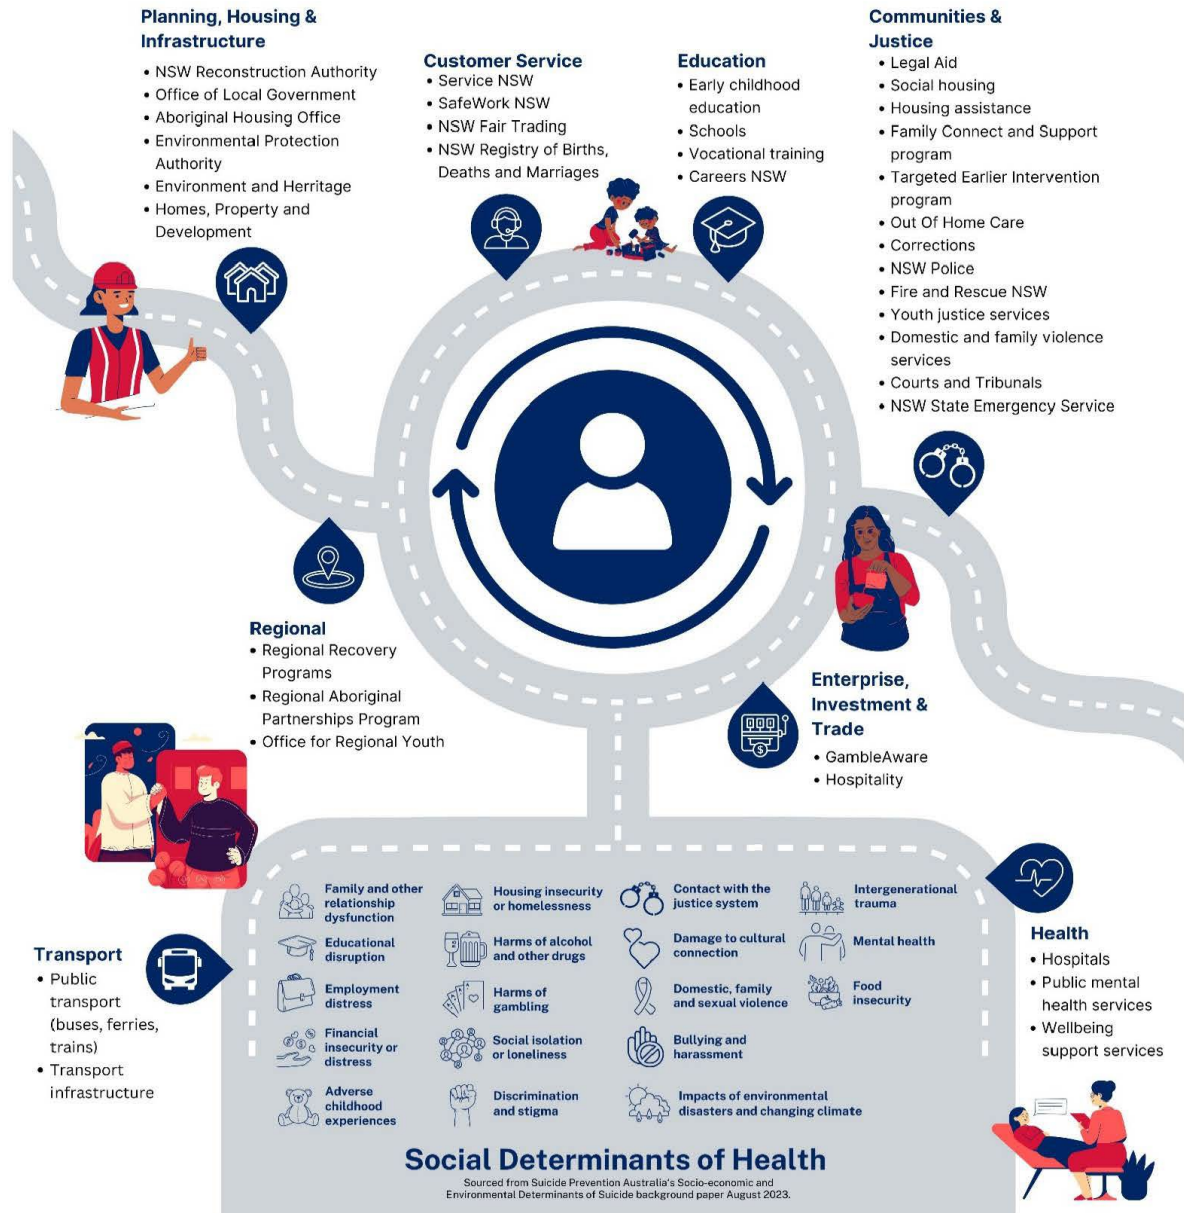 Planning, Housing &
Infrastructure
• NSW Reconstruction Authority
• Office of Local Government
• Aboriginal Housing Office
• Environmental Protection
Authority
• Environment and Herritage
• Homes, Property and
Development
Customer Service
• Service NSW
• SafeWork NSW
• NSW Fair Trading
• NSW Registry of Births,
Deaths and Marriages
Education
• Early childhood
education
• Schools
• Vocational training
• Careers NSW
Communities &
Justice
• Legal Aid
• Social housing
• Housing assistance
• Family Connect and Support
program
• Targeted Earlier Intervention
program
• Out Of Home Care
• Corrections
• NSW Police
• Fire and Rescue NSW
• Youth justice services
• Domestic and family violence
services
• Courts and Tribunals
• NSW State Emergency Service
Regional
• Regional Recovery
Programs
• Regional Aboriginal
Partnerships Program
• Office for Regional Youth
Enterprise,
Investment &
Trade
• GambleAware
• Hospitality
Transport
• Public
transport
(buses, ferries,
trains)
• Transport
infrastructure
Health
• Hospitals
• Public mental
health services
• Wellbeing
support services
Family and other
relationship
dysfunction
Educational
disruption
Employment
distress
Financial
insecurity or
distress
Adverse
childhood
experiences
Housing insecurity
or homelessness
Harms of alcohol
and other drugs
Harms of
gambling
Social isolation
or loneliness
Discrimination
and stigma
Contact with the
justice system
Damage to cultural
connection
Domestic, family
and sexual violence
Bullying and
harassment
Impacts of environmental
disasters and changing climate
Intergenerational
trauma
Mental health
Food
insecurity
Social Determinants of Health
Sourced from Suicide Prevention Australia's Socio-economic and
Environmental Determinants of Suicide background paper August 2023.